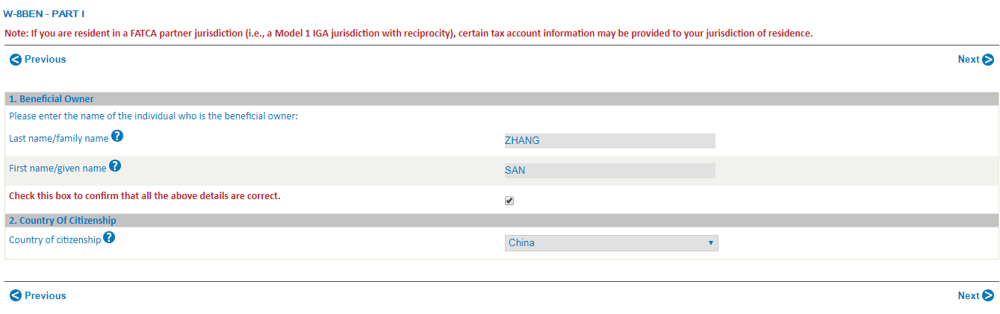 W-8BEN - PART I
Note: If you are resident in a FATCA partner jurisdiction (i.e., a Model 1 IGA jurisdiction with reciprocity), certain tax account information may be provided to your jurisdiction of residence.
Previous
Next
1. Beneficial Owner
Please enter the name of the individual who is the beneficial owner:
Last name/family name ?
ZHANG
First name/given name ?
SAN
Check this box to confirm that all the above details are correct.
2. Country Of Citizenship
Country of citizenship ?
China
Previous
Next